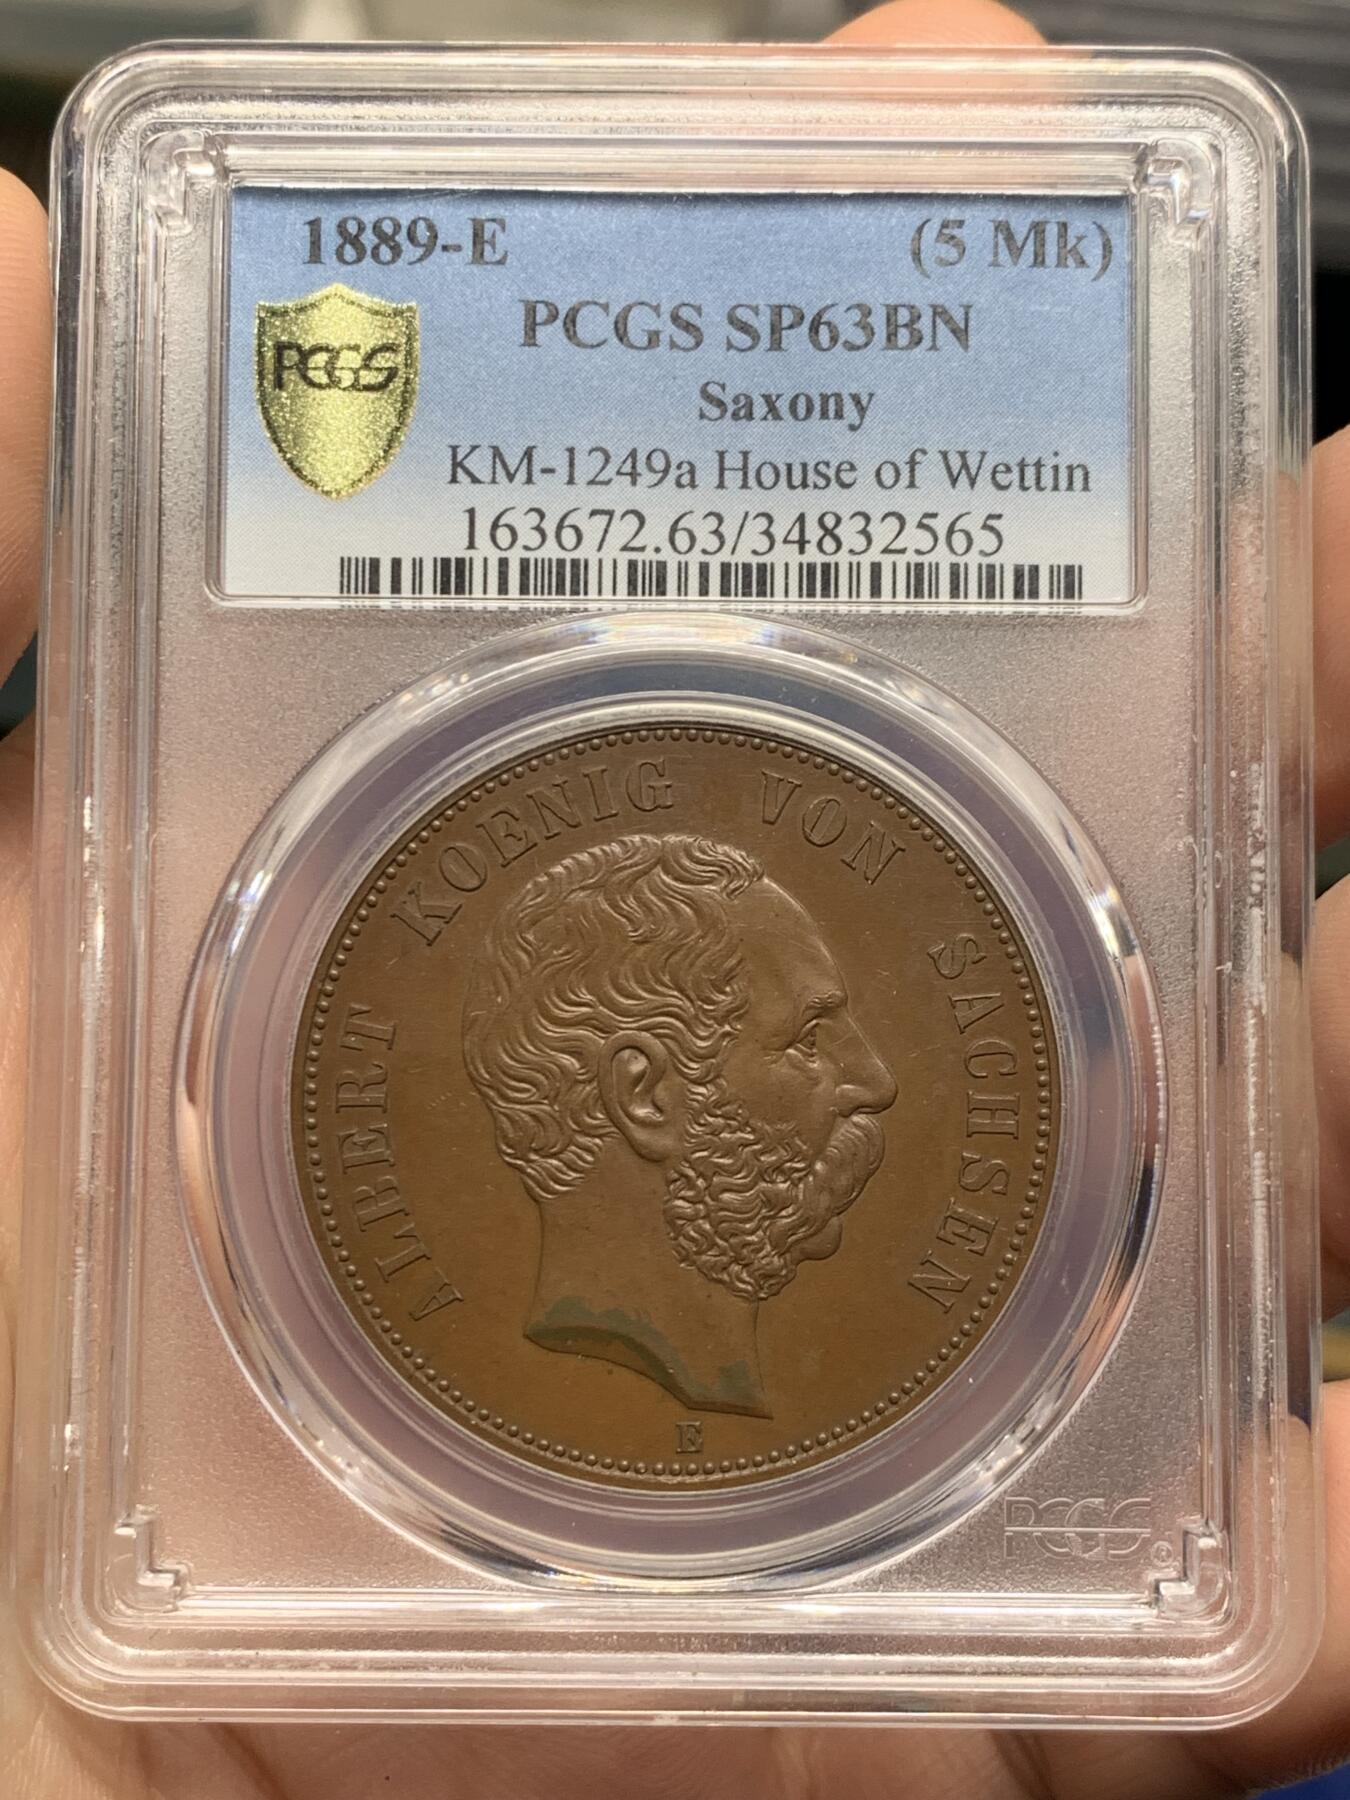 1889-E (5 Mk)
PCGS SP63BN
PCGS
Saxony
KM-1249a House of Wettin
163672.63/34832565
ALBERT KOENIG VON SACHSEN
E
PCGS